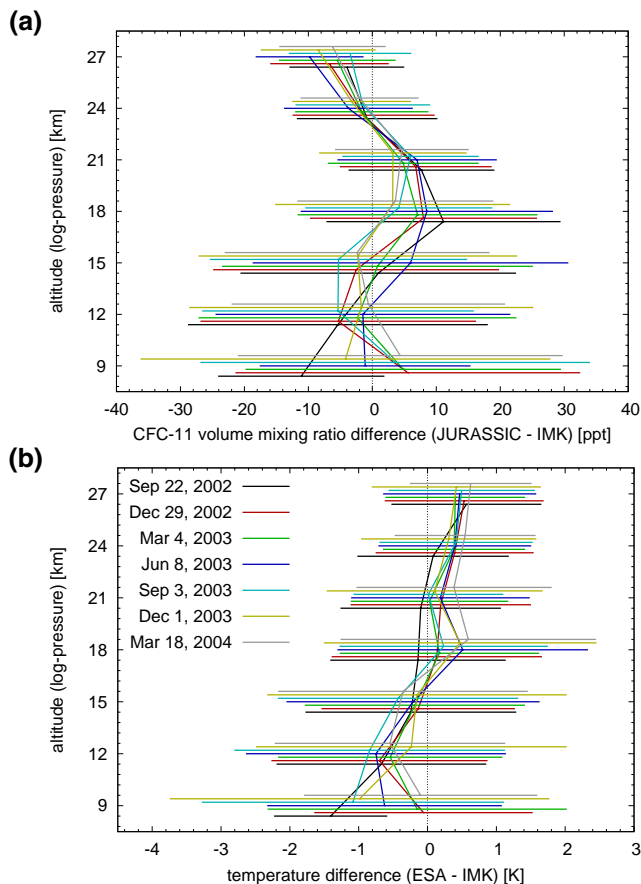 (a)
altitude (log-pressure) [km]
27
24
21
18
15
12
9
-40 -30 -20 -10 0 10 20 30 40
CFC-11 volume mixing ratio difference (JURASSIC - IMK) [ppt]
(b)
altitude (log-pressure) [km]
27
24
21
18
15
12
9
Sep 22, 2002
Dec 29, 2002
Mar 4, 2003
Jun 8, 2003
Sep 3, 2003
Dec 1, 2003
Mar 18, 2004
-4 -3 -2 -1 0 1 2 3
temperature difference (ESA - IMK) [K]